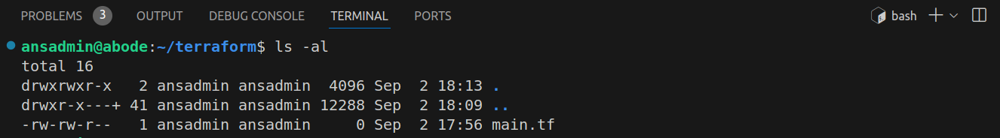 PROBLEMS 3 OUTPUT DEBUG CONSOLE TERMINAL PORTS bash
ansadmin@abode:~/terraform$ ls -al
total 16
drwxrwxr-x   2 ansadmin ansadmin  4096 Sep  2 18:13 .
drwxr-x---+ 41 ansadmin ansadmin 12288 Sep  2 18:09 ..
-rw-rw-r--   1 ansadmin ansadmin     0 Sep  2 17:56 main.tf